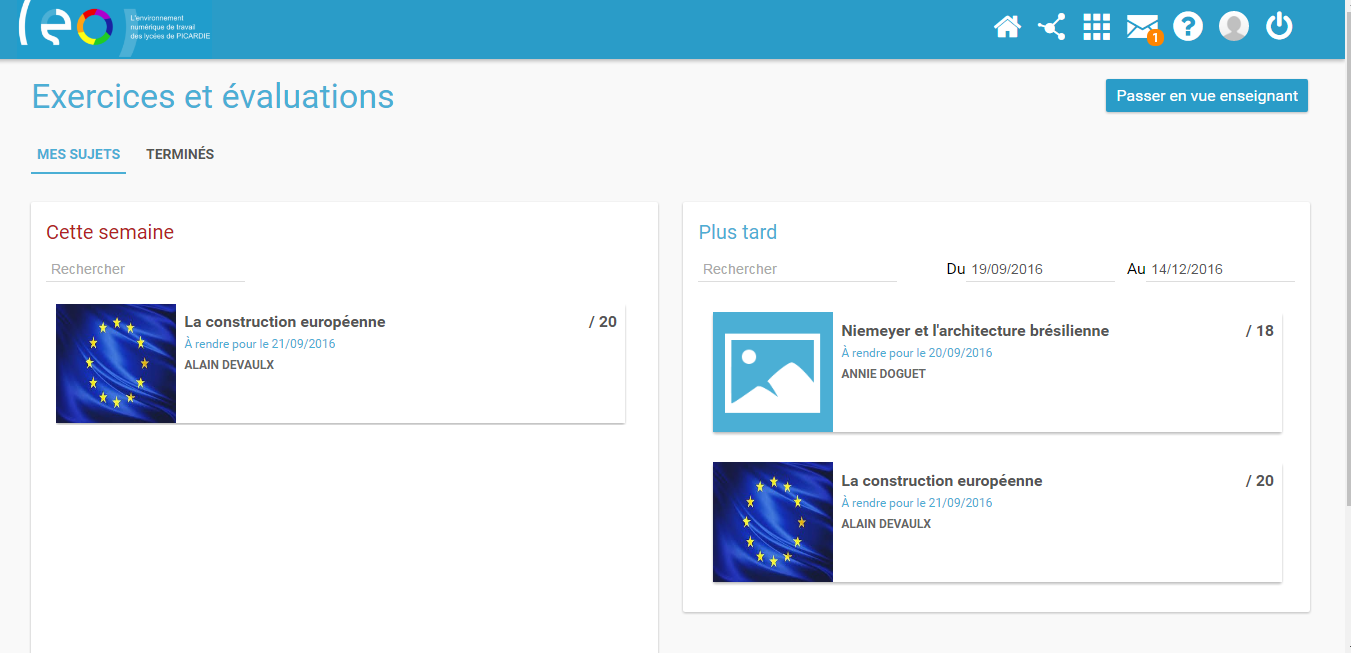 leo
L'environnement
numérique de travail
des lycées de PICARDIE
1
?
Exercices et évaluations
Passer en vue enseignant
MES SUJETS
TERMINÉS
Cette semaine
Rechercher
La construction européenne
/ 20
À rendre pour le 21/09/2016
ALAIN DEVAULX
Plus tard
Rechercher
Du 19/09/2016
Au 14/12/2016
Niemeyer et l'architecture brésilienne
/ 18
À rendre pour le 20/09/2016
ANNIE DOGUET
La construction européenne
/ 20
À rendre pour le 21/09/2016
ALAIN DEVAULX